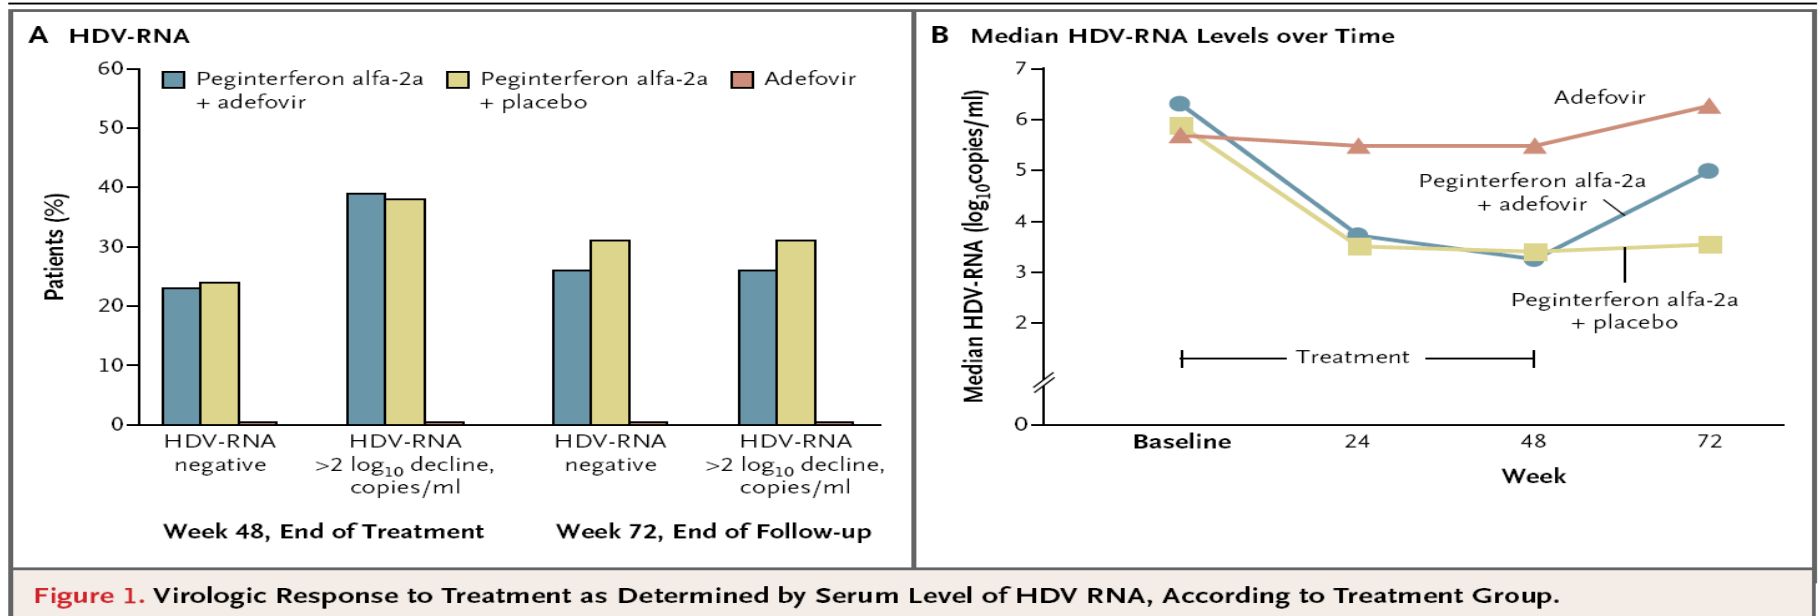 A HDV-RNA
60
50
40
30
20
10
0
Patients (%)
Peginterferon alfa-2a
+ adefovir
Peginterferon alfa-2a
+ placebo
Adefovir
HDV-RNA
negative
HDV-RNA
>2 log10 decline,
copies/ml
HDV-RNA
negative
HDV-RNA
>2 log10 decline,
copies/ml
Week 48, End of Treatment
Week 72, End of Follow-up
B Median HDV-RNA Levels over Time
7
6
5
4
3
2
0
Median HDV-RNA (log10copies/ml)
Adefovir
Peginterferon alfa-2a
+ adefovir
Peginterferon alfa-2a
+ placebo
Treatment
Baseline
24
48
72
Week
Figure 1. Virologic Response to Treatment as Determined by Serum Level of HDV RNA, According to Treatment Group.